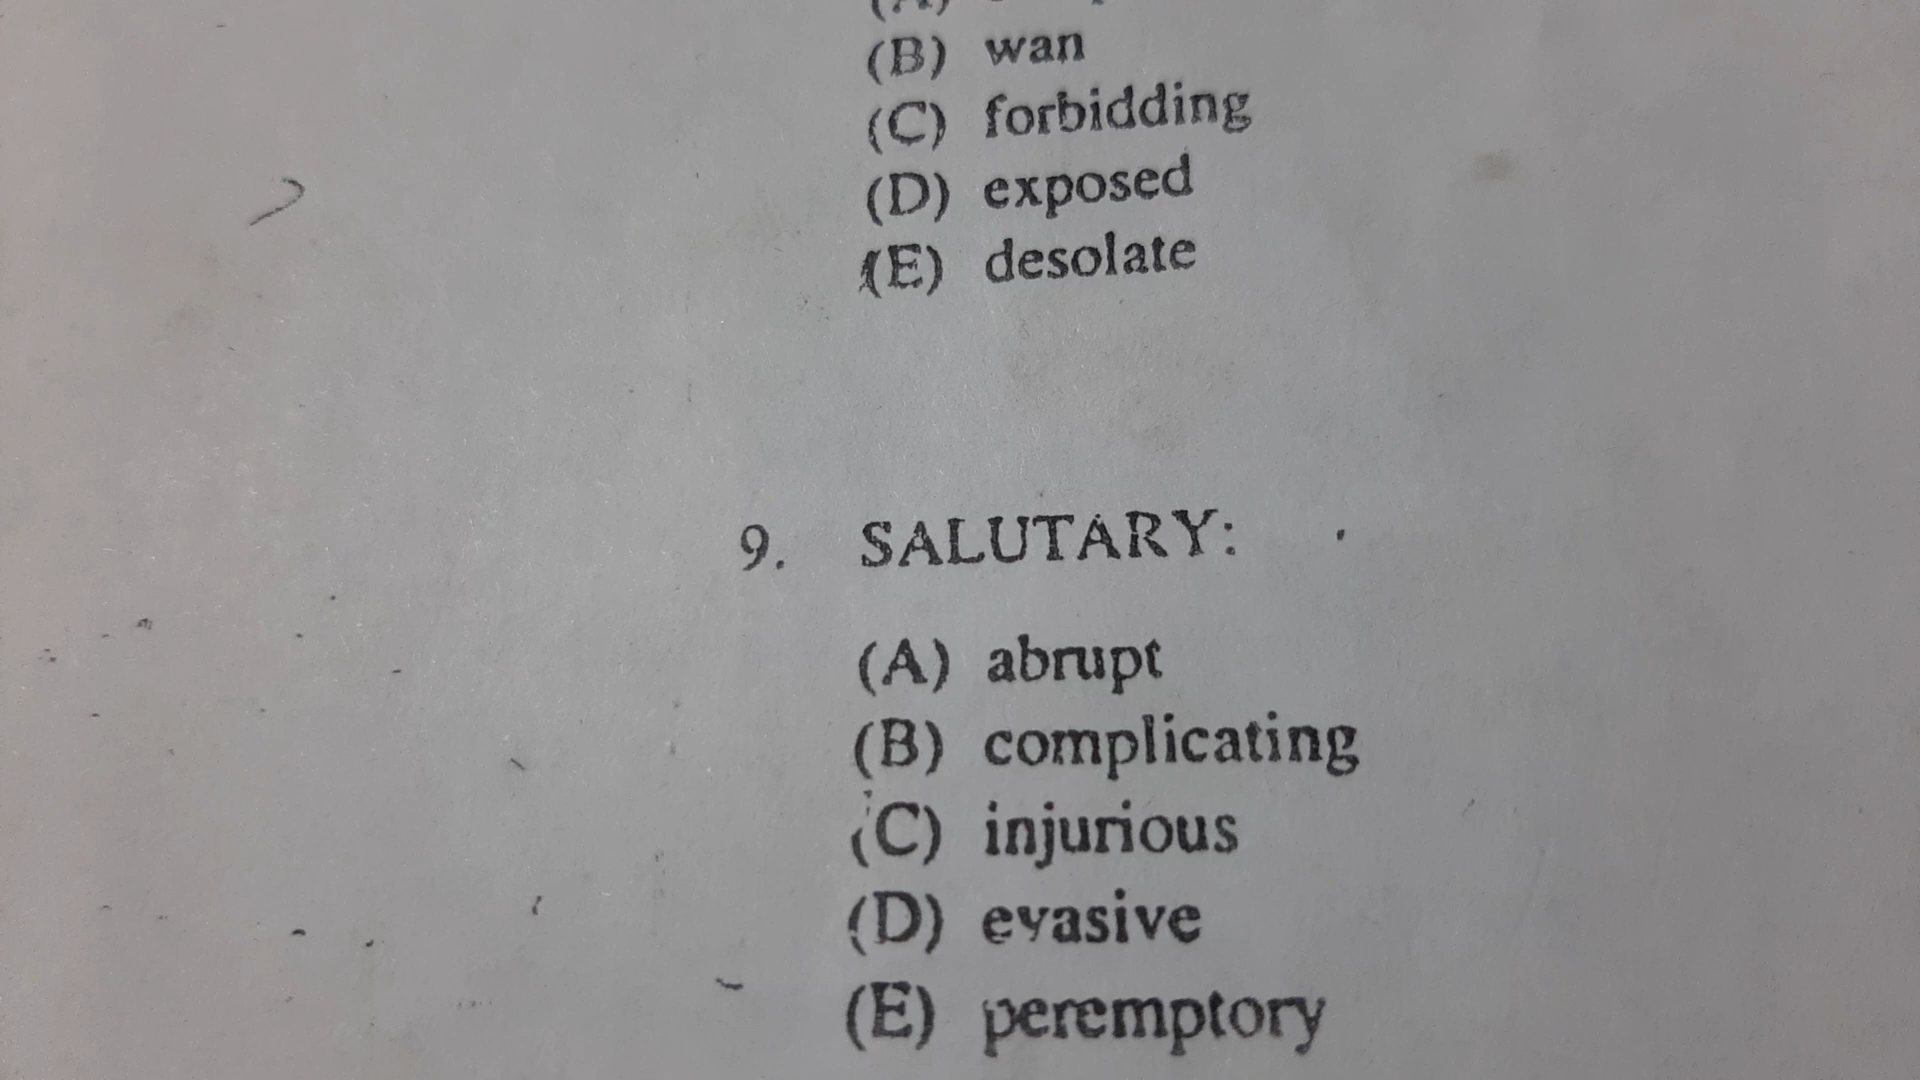 (B) wan
(C) forbidding
(D) exposed
(E) desolate
9. SALUTARY:
(A) abrupt
(B) complicating
(C) injurious
(D) evasive
(E) peremptory